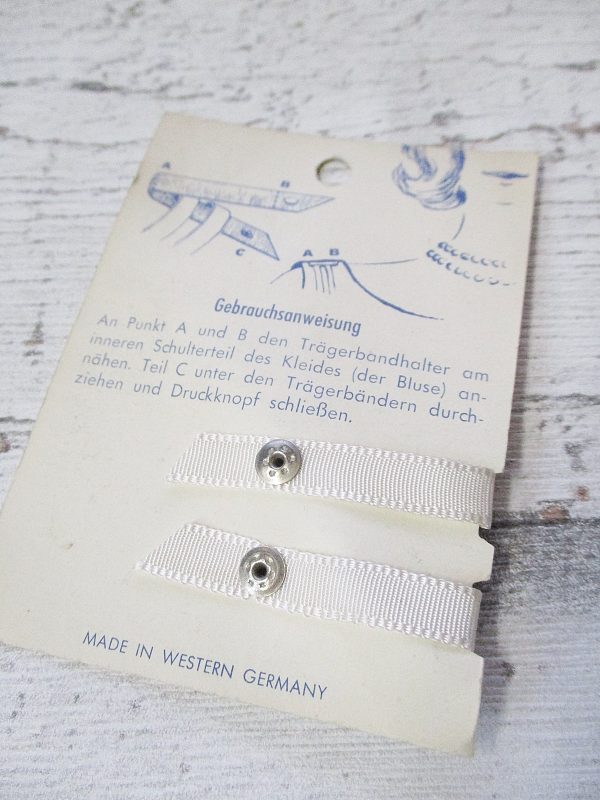 A B
C
A B
Gebrauchsanweisung
An Punkt A und B den Trägerbandhalter am
inneren Schulterteil des Kleides (der Bluse) an-
nähen. Teil C unter den Trägerbändern durch-
ziehen und Druckknopf schließen.
MADE IN WESTERN GERMANY